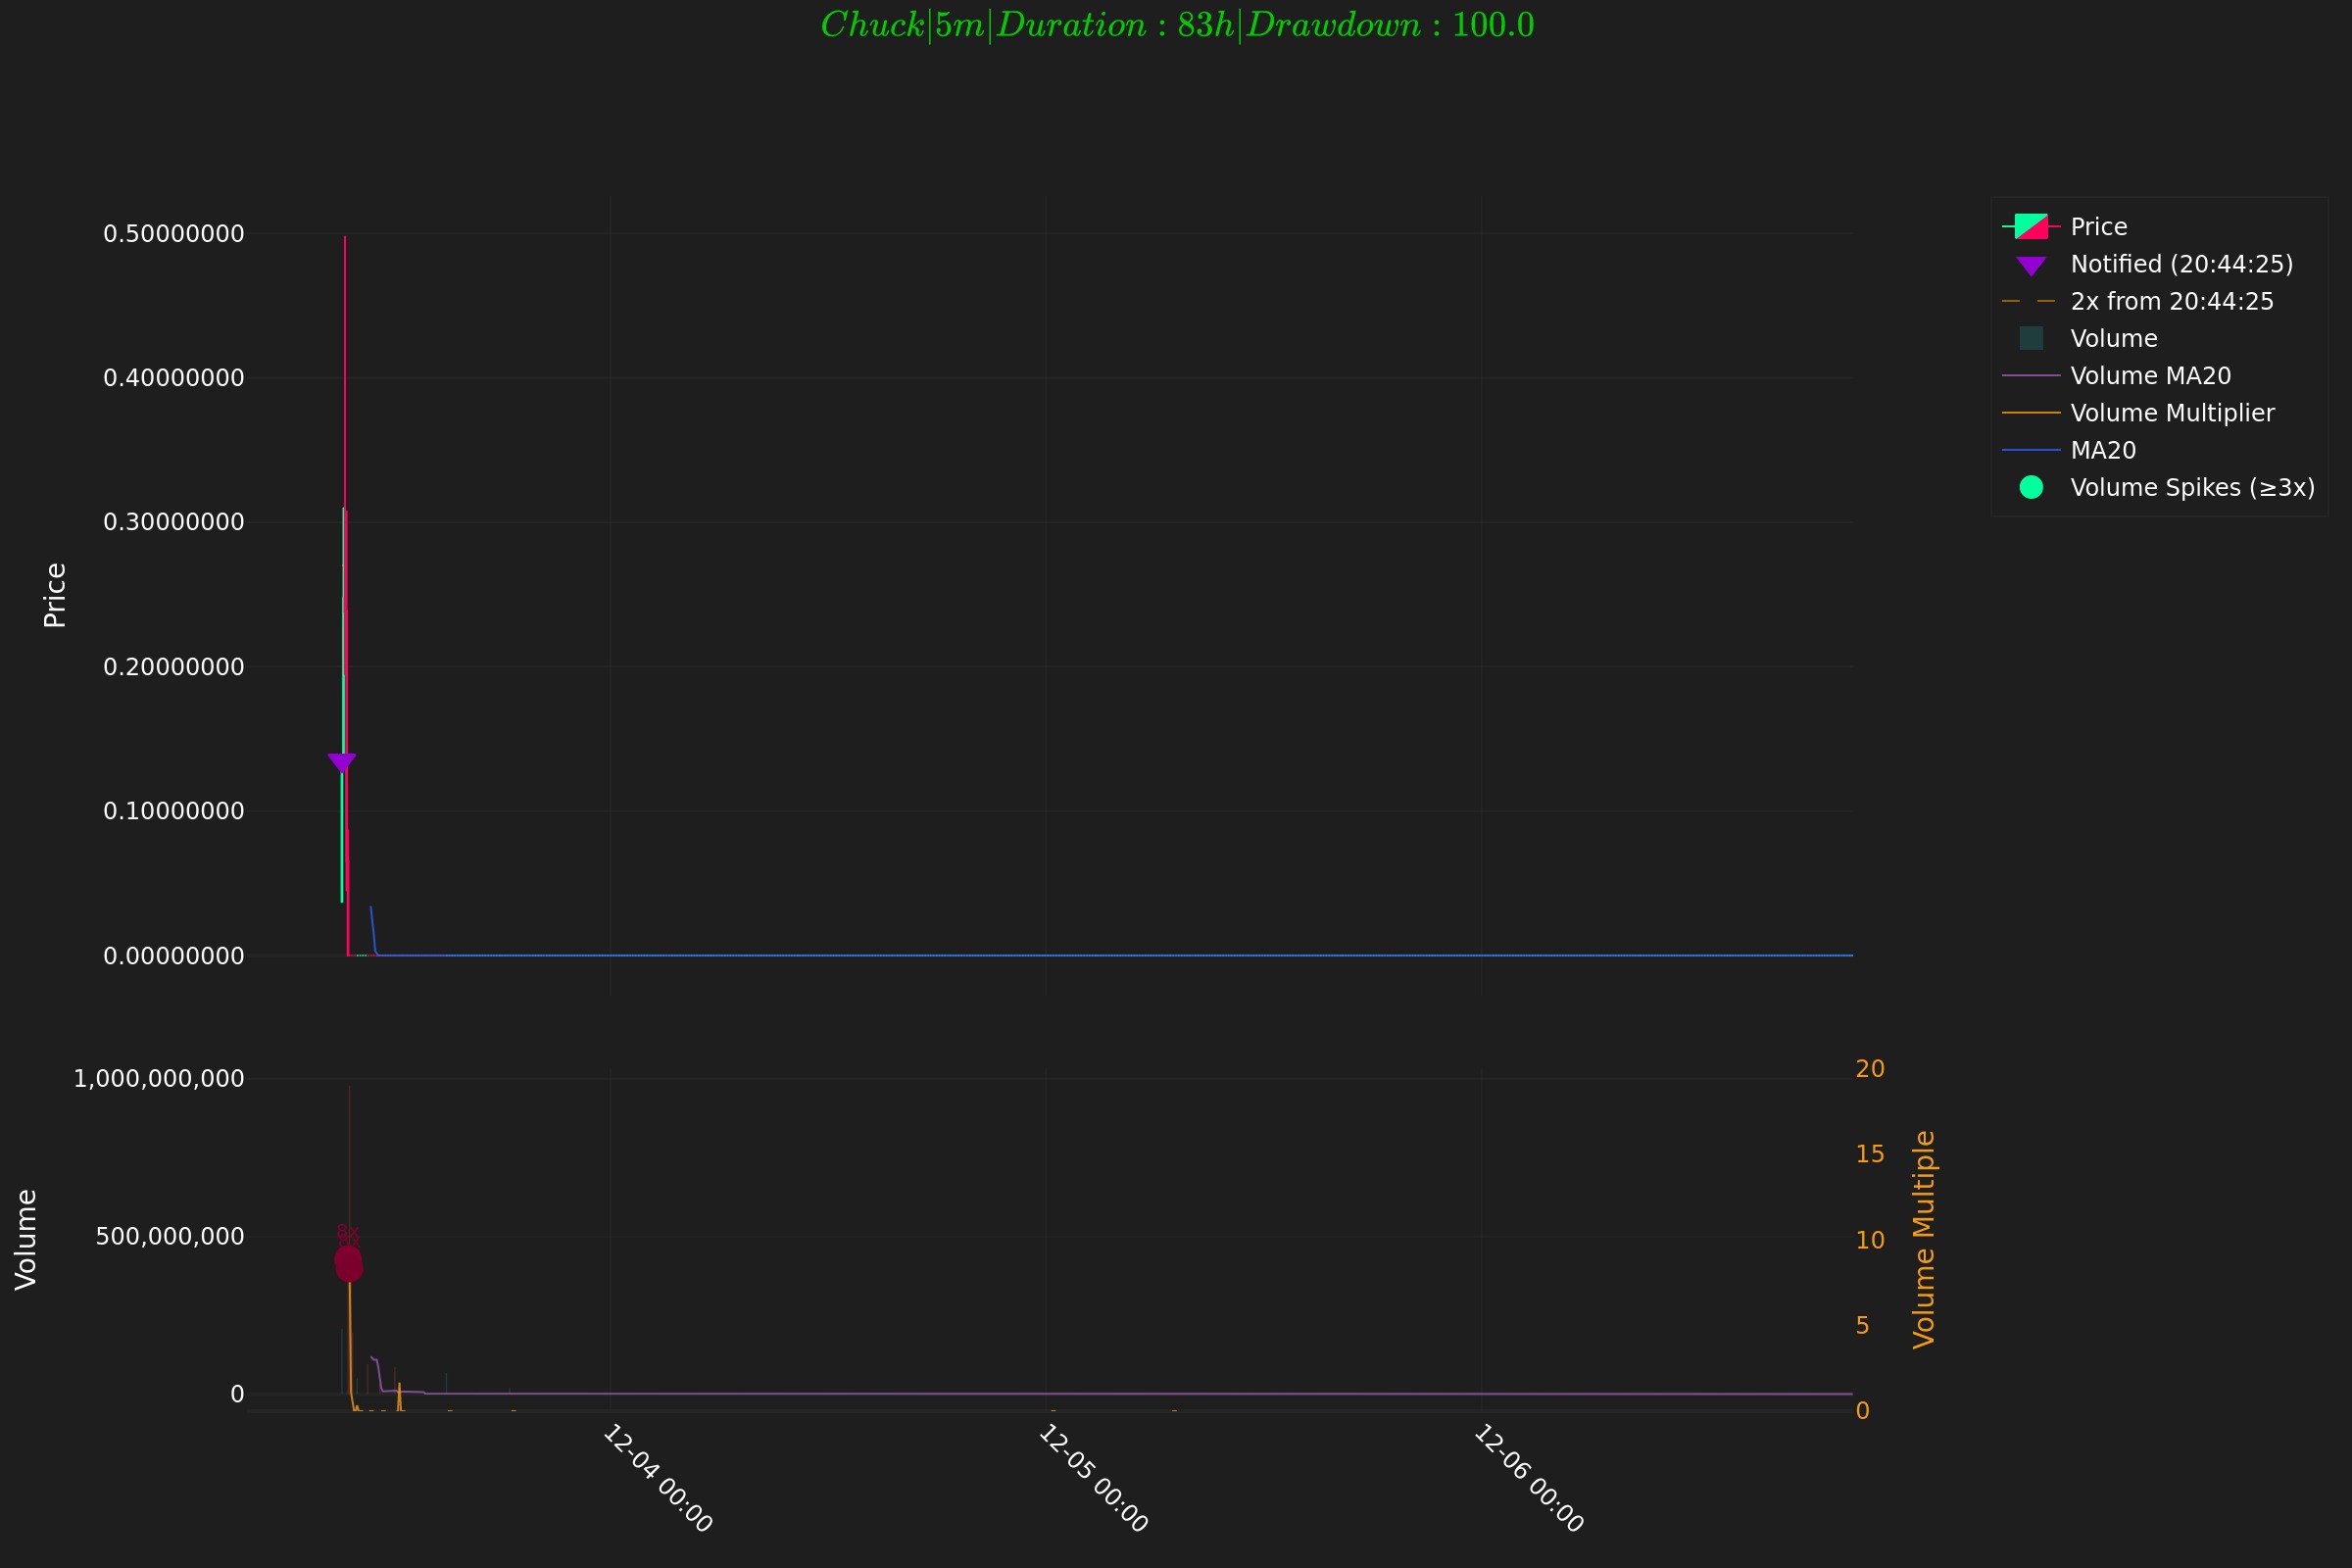 Chuck|5m|Duration : 83h|Drawdown : 100.0
Price
0.50000000
0.40000000
0.30000000
0.20000000
0.10000000
0.00000000
Price
Notified (20:44:25)
2x from 20:44:25
Volume
Volume MA20
Volume Multiplier
MA20
Volume Spikes (≥3x)
Volume
1,000,000,000
500,000,000
0
8x
8x
20
15
10
5
0
Volume Multiple
12-04 00:00
12-05 00:00
12-06 00:00